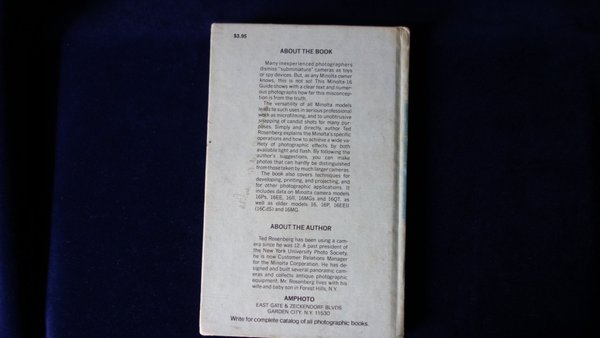 $3.95
ABOUT THE BOOK
Many inexperienced photographers
dismiss "subminiature" cameras as toys
or spy devices. But, as any Minolta owner
knows, this is not so! This Minolta-16
Guide shows with a clear text and numer-
ous photographs how far this misconcep-
tion is from the truth.
The versatility of all Minolta models
leads to such uses in serious professional
work as microfilming, and to unobtrusive
snapping of candid shots for many pur-
poses. Simply and directly, author Ted
Rosenberg explains the Minolta's specific
operations and how to achieve a wide va-
riety of photographic effects by both
available light and flash. By following the
author's suggestions, you can make
photos that can hardly be distinguished
from those taken by much larger cameras.
The book also covers techniques for
developing, printing, and projecting, and
for other photographic applications. It
includes data on Minolta camera models
16Ps, 16EE, 16II, 16MGs and 16QT, as
well as older models 16, 16P, 16EEII
(16CdS) and 16MG.
ABOUT THE AUTHOR
Ted Rosenberg has been using a cam-
era since he was 12. A past president of
the New York University Photo Society,
he is now Customer Relations Manager
for the Minolta Corporation. He has de-
signed and built several panoramic cam-
eras and collects antique photographic
equipment. Mr. Rosenberg lives with his
wife and baby son in Forest Hills, N.Y.
AMPHOTO
EAST GATE & ZECKENDORF BLVDS
GARDEN CITY, N.Y. 11530
Write for complete catalog of all photographic books.